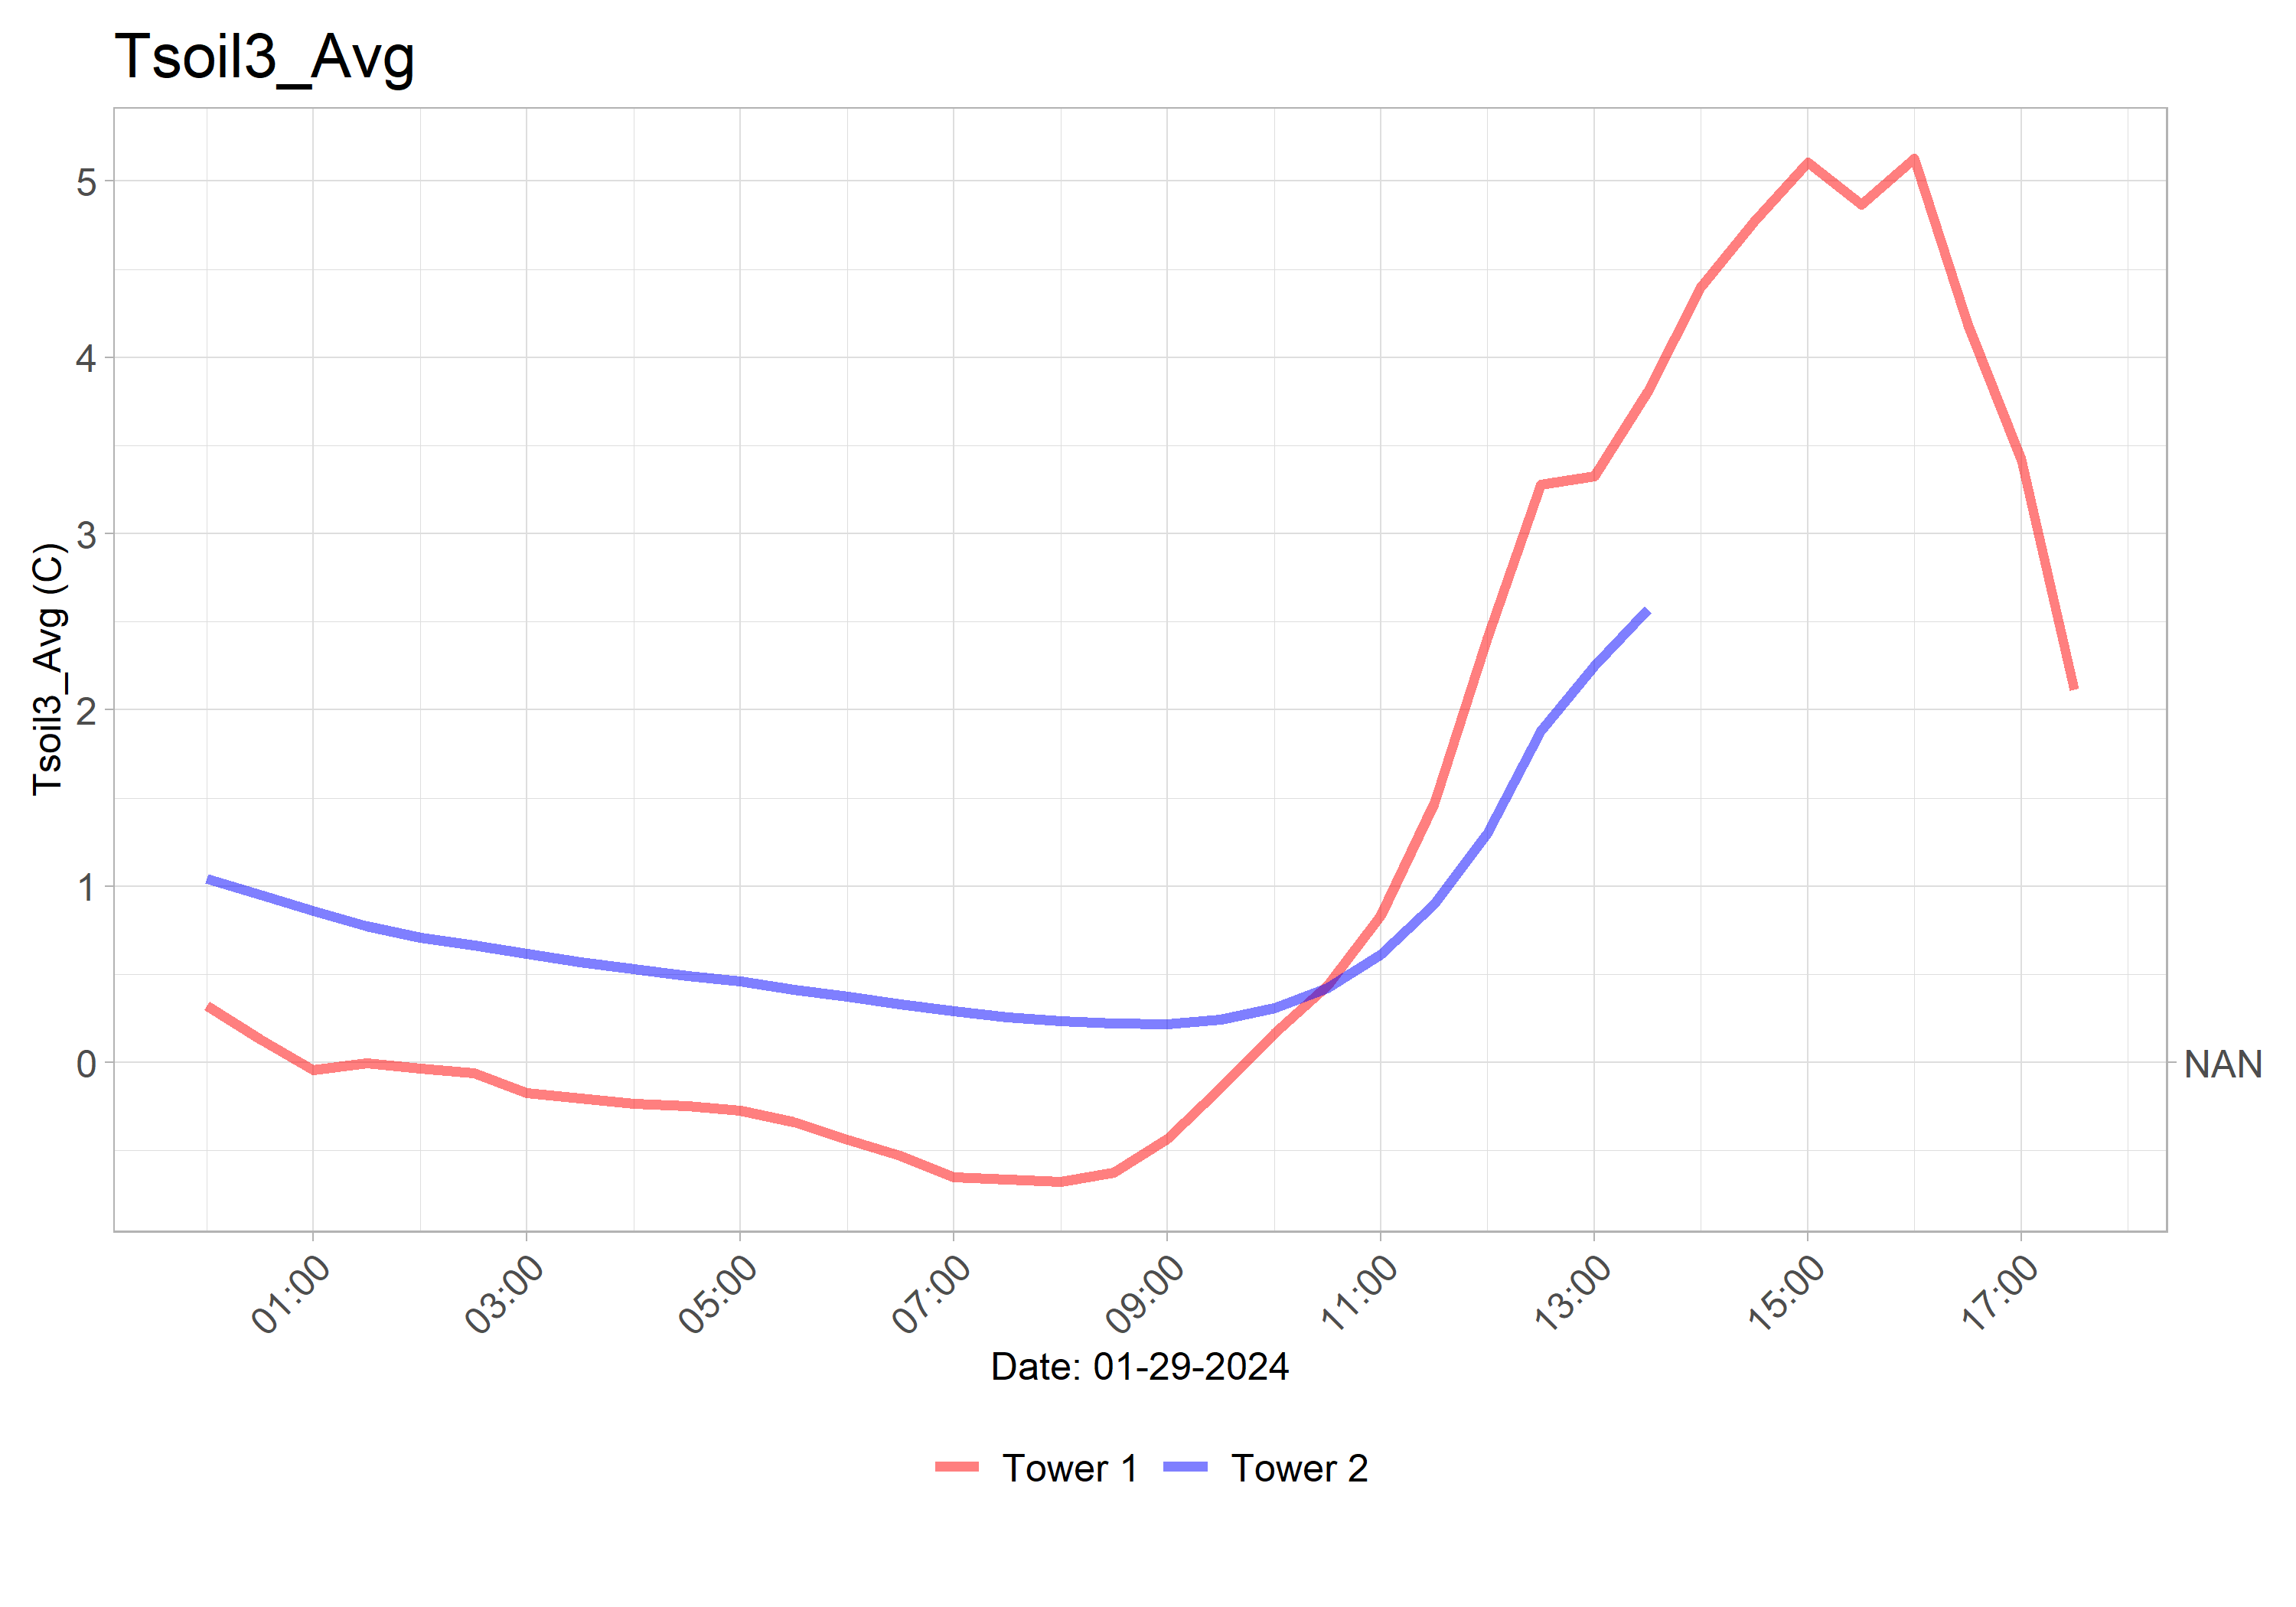 Tsoil3_Avg
Tsoil3_Avg (C)
5
4
3
2
1
0
NAN
01:00
03:00
05:00
07:00
09:00
11:00
13:00
15:00
17:00
Date: 01-29-2024
Tower 1
Tower 2